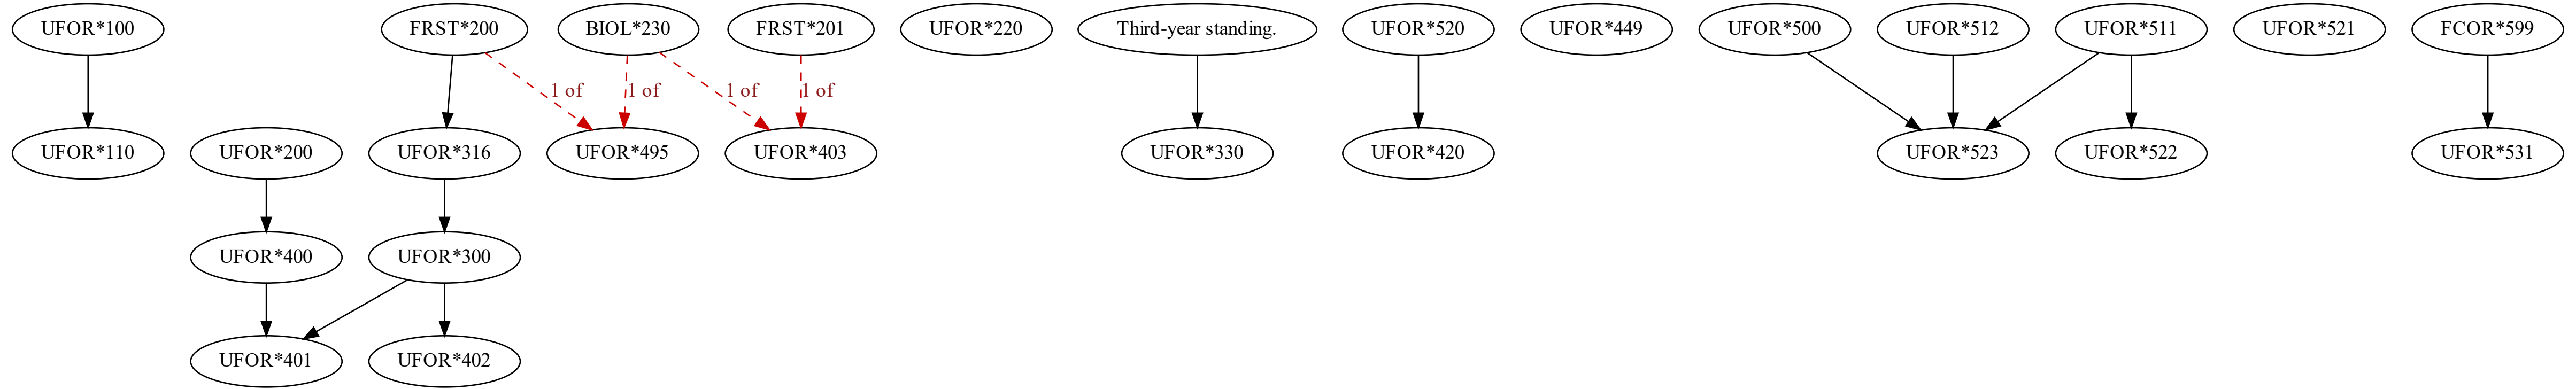 UFOR*100
FRST*200
BIOL*230
FRST*201
UFOR*220
Third-year standing.
UFOR*520
UFOR*449
UFOR*500
UFOR*512
UFOR*511
UFOR*521
FCOR*599
1 of
1 of
1 of
UFOR*110
UFOR*200
UFOR*316
UFOR*495
UFOR*403
UFOR*330
UFOR*420
UFOR*523
UFOR*522
UFOR*531
UFOR*400
UFOR*300
UFOR*401
UFOR*402